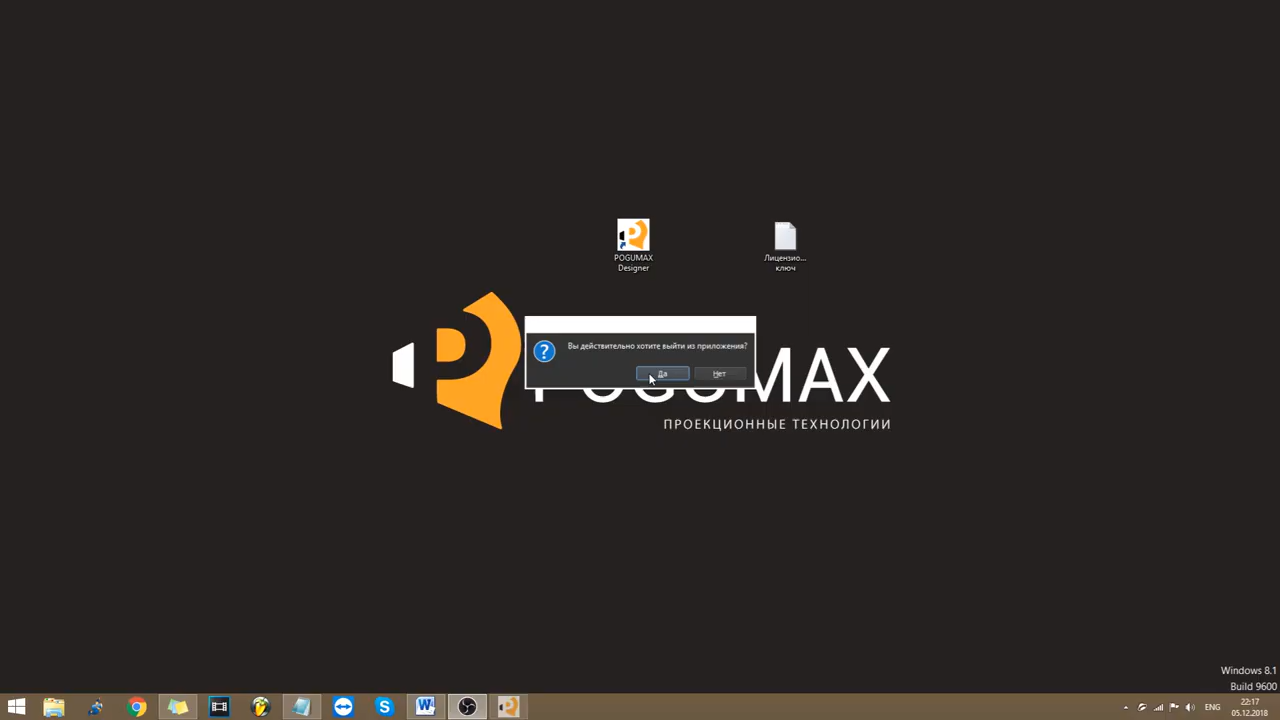 POGUMAX
Designer
Лицензио...
ключ
Вы действительно хотите выйти из приложения?
Да
Нет
POGUMAX
ПРОЕКЦИОННЫЕ ТЕХНОЛОГИИ
Windows 8.1
Build 9600
ENG
22:17
05.12.2018